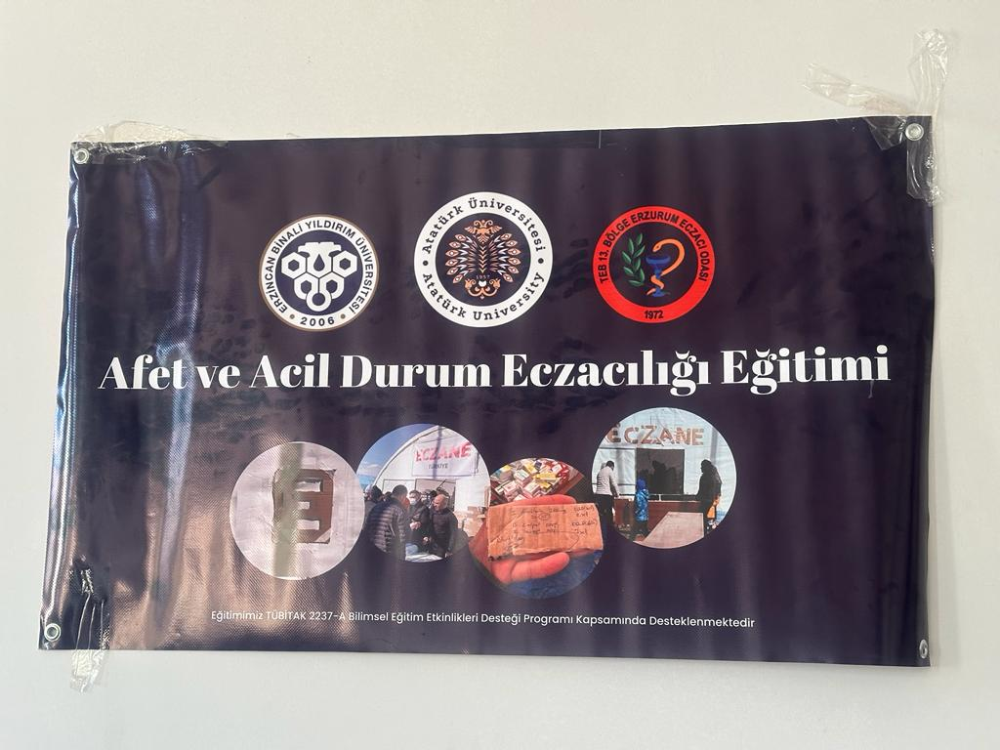 ERZİNCAN BİNALİ YILDIRIM ÜNİVERSİTESİ
• 2006 •
Atatürk Üniversitesi
1957
Atatürk University
TEB 13. BÖLGE ERZURUM ECZACI ODASI
1972
Afet ve Acil Durum Eczacılığı Eğitimi
E
ECZANE
TÜRKİYE
ECZANE
Eğitimimiz TÜBİTAK 2237-A Bilimsel Eğitim Etkinlikleri Desteği Programı Kapsamında Desteklenmektedir